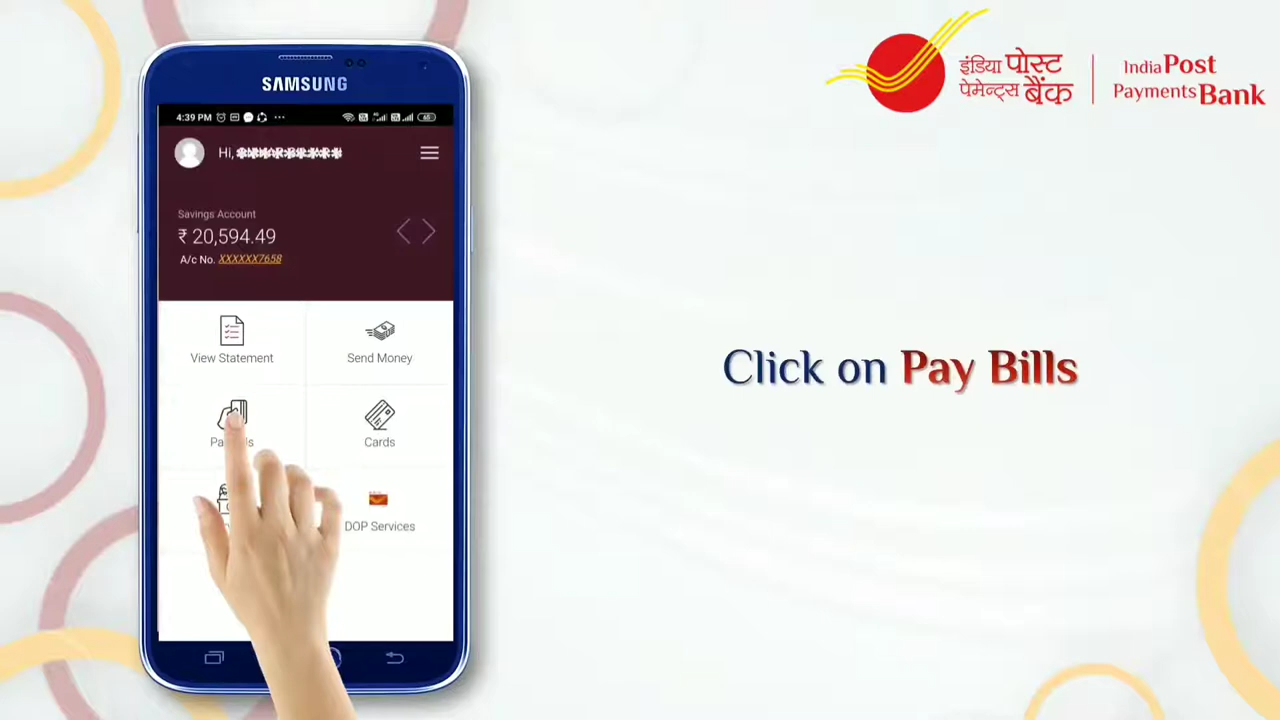 SAMSUNG
4:39 PM
Hi,
Savings Account
₹ 20,594.49
A/c No. XXXXXX7658
View Statement
Send Money
Cards
DOP Services
इंडिया पोस्ट
पेमेन्ट्स बैंक
India Post
Payments Bank
Click on Pay Bills